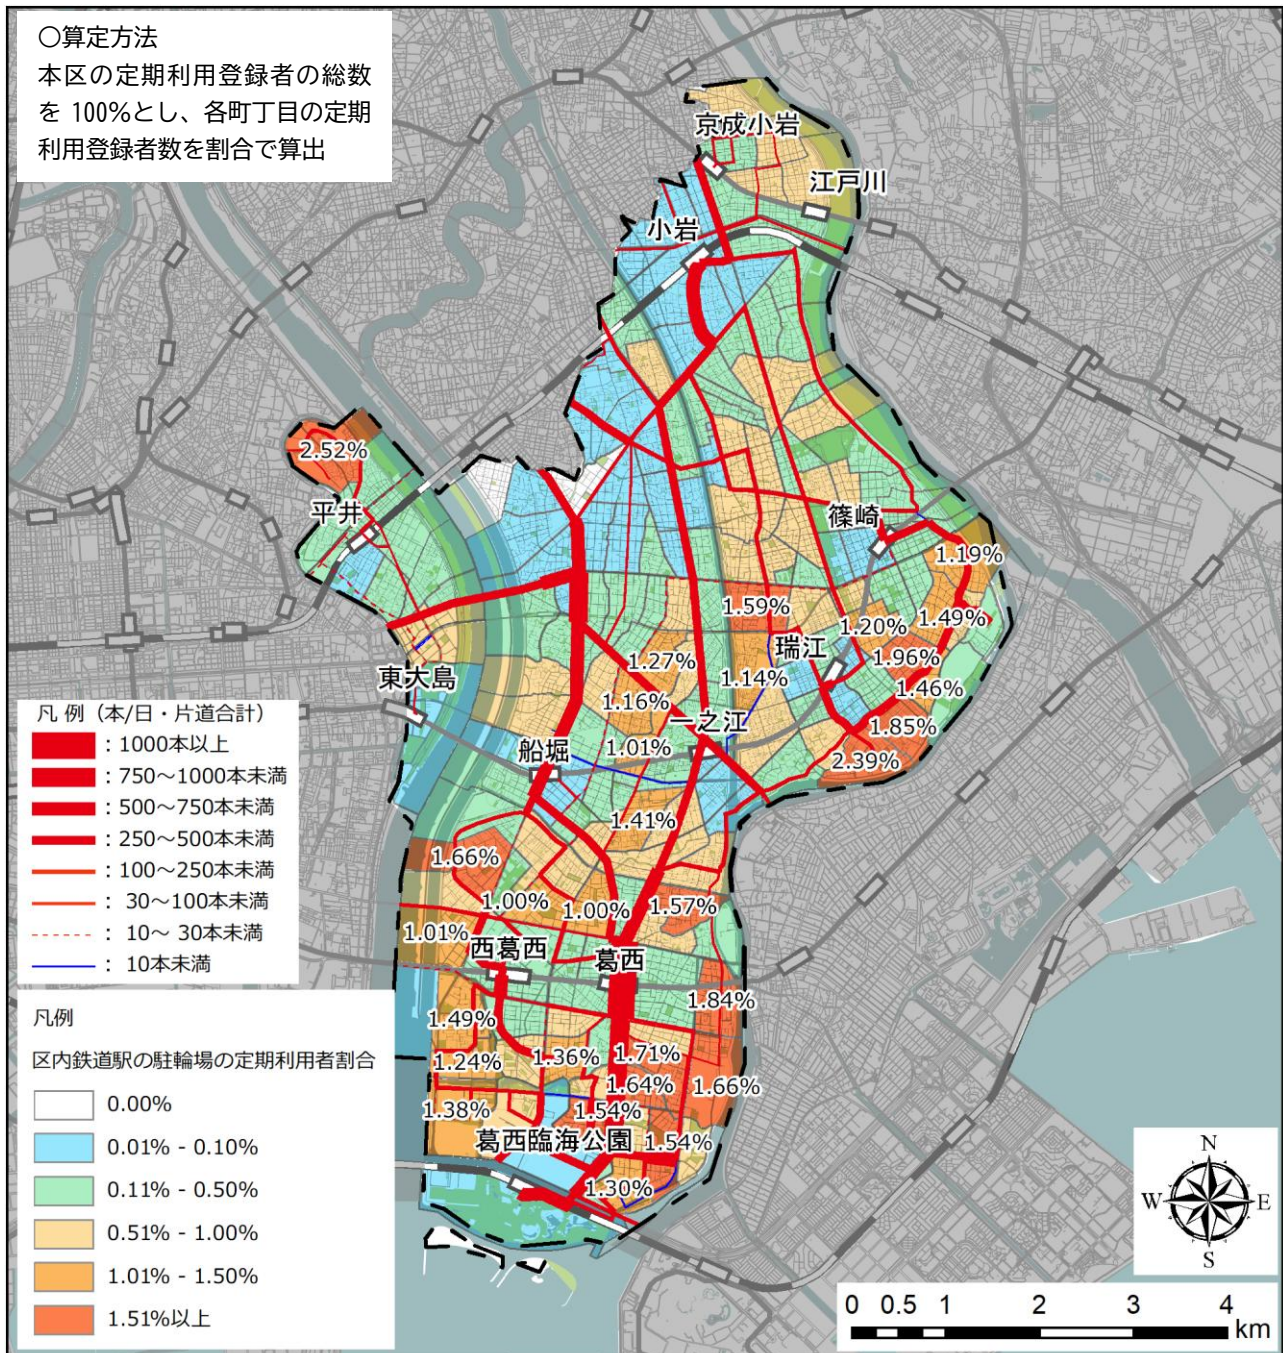 〇算定方法
本区の定期利用登録者の総数
を 100%とし、各町丁目の定期
利用登録者数を割合で算出
京成小岩
江戸川
小岩
2.52%
平井
篠崎
1.19%
1.59%
1.49%
1.20%
瑞江
1.96%
1.27%
1.14%
1.46%
東大島
1.16%
一之江
1.85%
1.01%
船堀
2.39%
1.41%
1.66%
1.00%
1.00%
1.57%
1.01%
西葛西
葛西
1.84%
1.49%
1.36%
1.71%
1.24%
1.64%
1.66%
1.38%
1.54%
葛西臨海公園
1.54%
1.30%
凡 例(本/日・片道合計)
:1000本以上
:750~1000本未満
:500~750本未満
:250~500本未満
:100~250本未満
: 30~100本未満
: 10~ 30本未満
: 10本未満
凡例
区内鉄道駅の駐輪場の定期利用者割合
0.00%
0.01% - 0.10%
0.11% - 0.50%
0.51% - 1.00%
1.01% - 1.50%
1.51%以上
N
W E
S
0 0.5 1 2 3 4
km